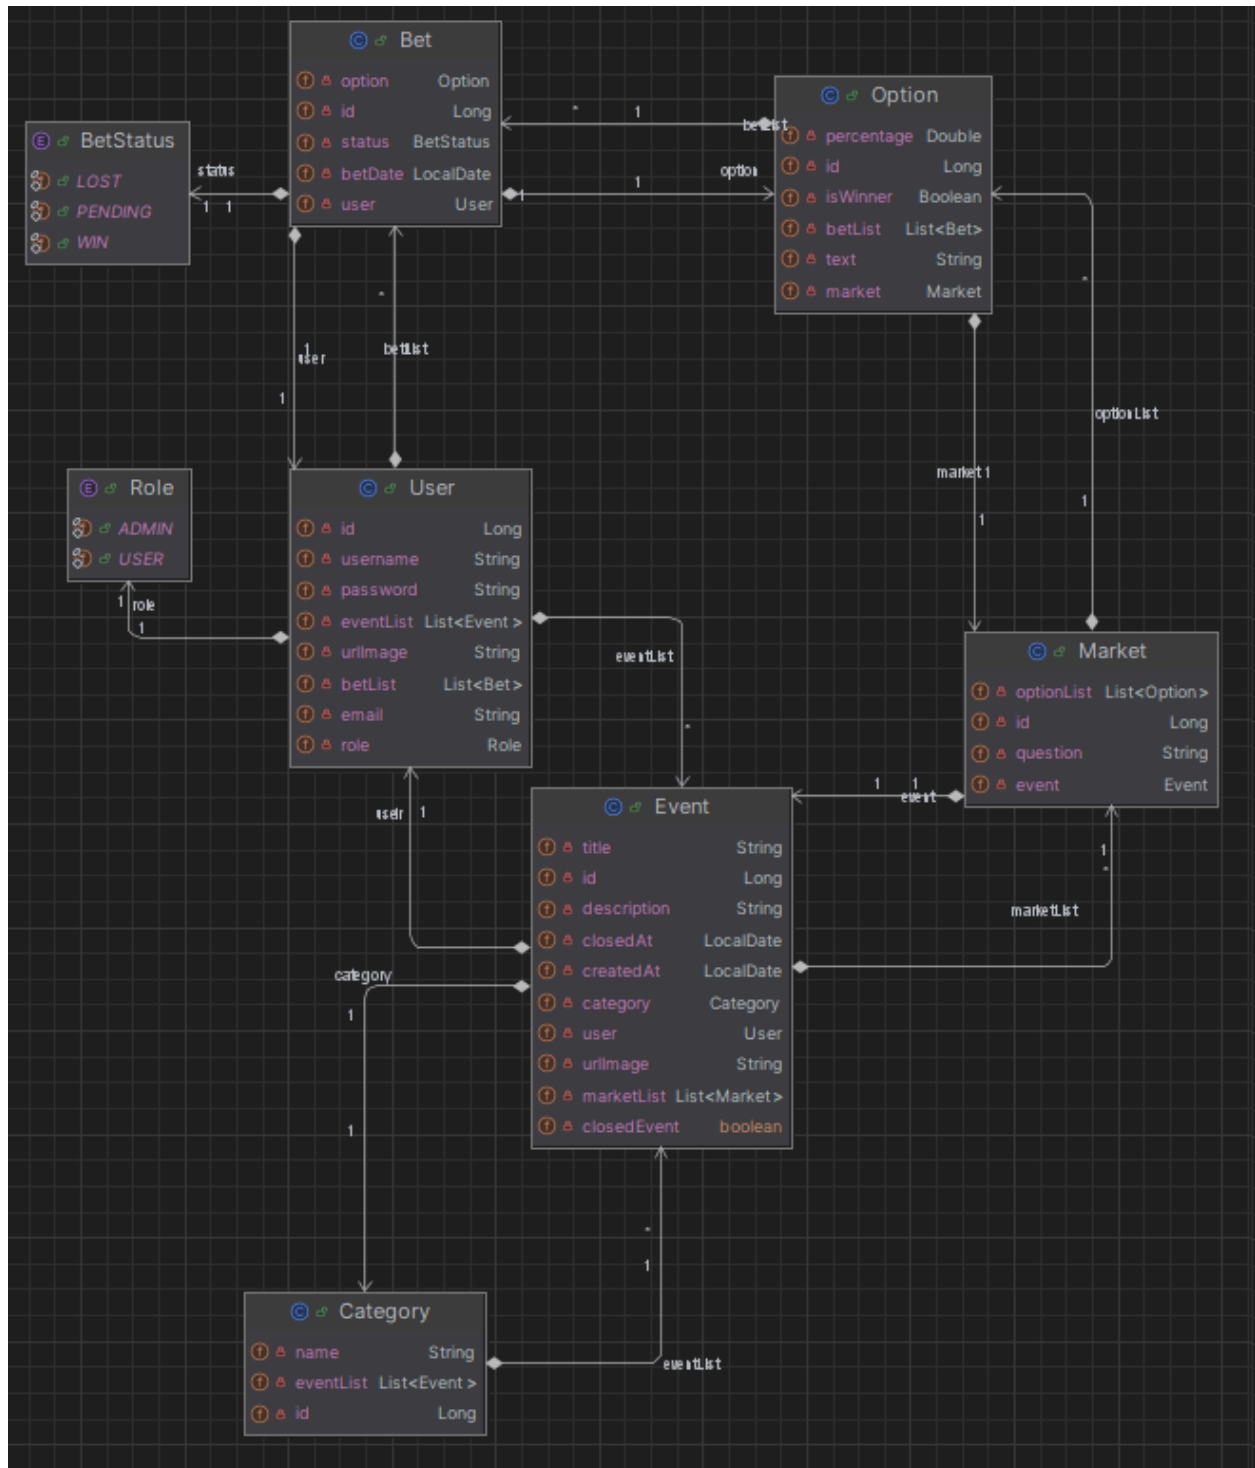 Bet
option Option
id Long
status BetStatus
betDate LocalDate
user User
BetStatus
LOST
PENDING
WIN
status
1 1
Option
percentage Double
id Long
isWinner Boolean
betList List<Bet>
text String
market Market
* 1
betList
1 1 option
*
betList
1
user
1
*
optionList
1
market 1
1
Role
ADMIN
USER
1 role
1
User
id Long
username String
password String
eventList List<Event>
urlImage String
betList List<Bet>
email String
role Role
eventList
*
Market
optionList List<Option>
id Long
question String
event Event
1 1
event
user 1
Event
title String
id Long
description String
closedAt LocalDate
createdAt LocalDate
category Category
user User
urlImage String
marketList List<Market>
closedEvent boolean
1
*
marketList
category
1
1
*
1
eventList
Category
name String
eventList List<Event>
id Long